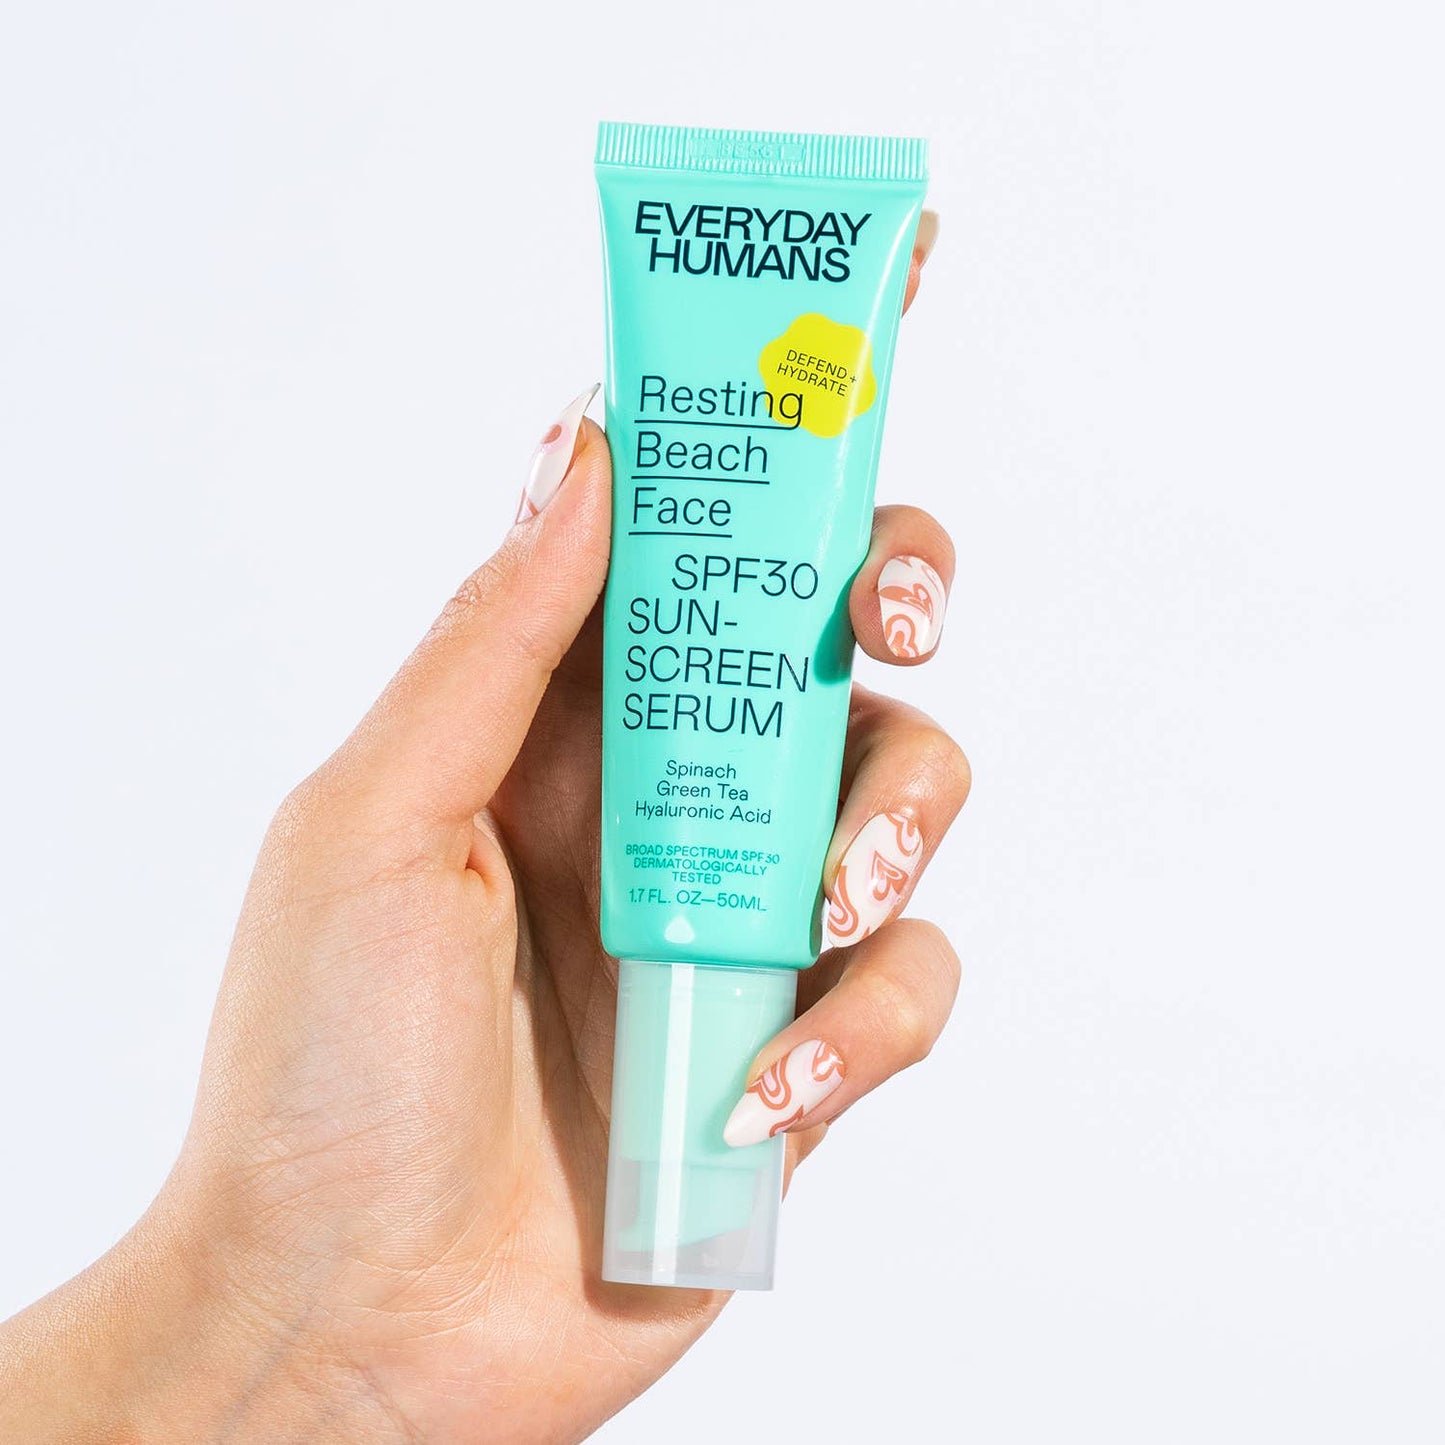 EVERYDAY
HUMANS
DEFEND +
HYDRATE
Resting
Beach
Face
SPF30
SUN-
SCREEN
SERUM
Spinach
Green Tea
Hyaluronic Acid
BROAD SPECTRUM SPF30
DERMATOLOGICALLY
TESTED
1.7 FL. OZ—50ML